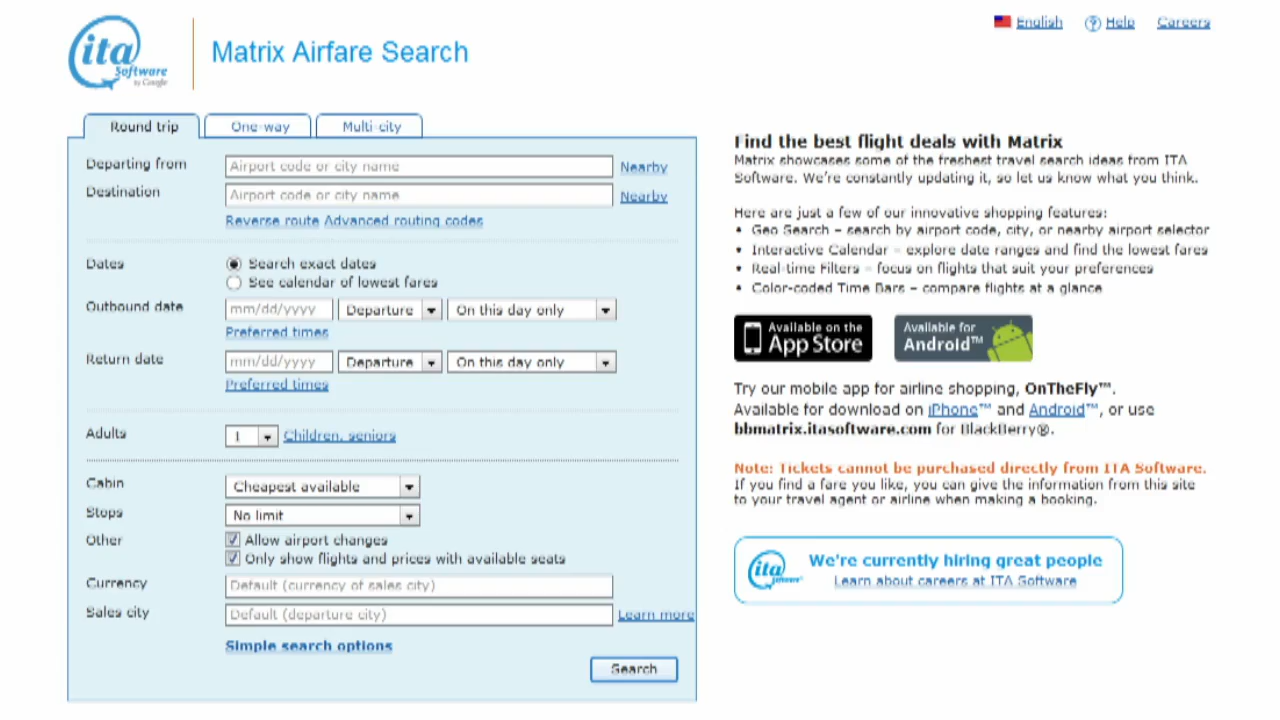 ita
Software
by Google
Matrix Airfare Search
English
Help
Careers
Round trip
One-way
Multi-city
Departing from
Airport code or city name
Nearby
Destination
Airport code or city name
Nearby
Reverse route Advanced routing codes
Dates
Search exact dates
See calendar of lowest fares
Outbound date
mm/dd/yyyy
Departure
On this day only
Preferred times
Return date
mm/dd/yyyy
Departure
On this day only
Preferred times
Adults
1
Children, seniors
Cabin
Cheapest available
Stops
No limit
Other
Allow airport changes
Only show flights and prices with available seats
Currency
Default (currency of sales city)
Sales city
Default (departure city)
Learn more
Simple search options
Search
Find the best flight deals with Matrix
Matrix showcases some of the freshest travel search ideas from ITA
Software. We're constantly updating it, so let us know what you think.
Here are just a few of our innovative shopping features:
• Geo Search – search by airport code, city, or nearby airport selector
• Interactive Calendar – explore date ranges and find the lowest fares
• Real-time Filters – focus on flights that suit your preferences
• Color-coded Time Bars – compare flights at a glance
Available on the
App Store
Available for
Android™
Try our mobile app for airline shopping, OnTheFly™.
Available for download on iPhone™ and Android™, or use
bbmatrix.itasoftware.com for BlackBerry®.
Note: Tickets cannot be purchased directly from ITA Software.
If you find a fare you like, you can give the information from this site
to your travel agent or airline when making a booking.
ita
Software
We're currently hiring great people
Learn about careers at ITA Software